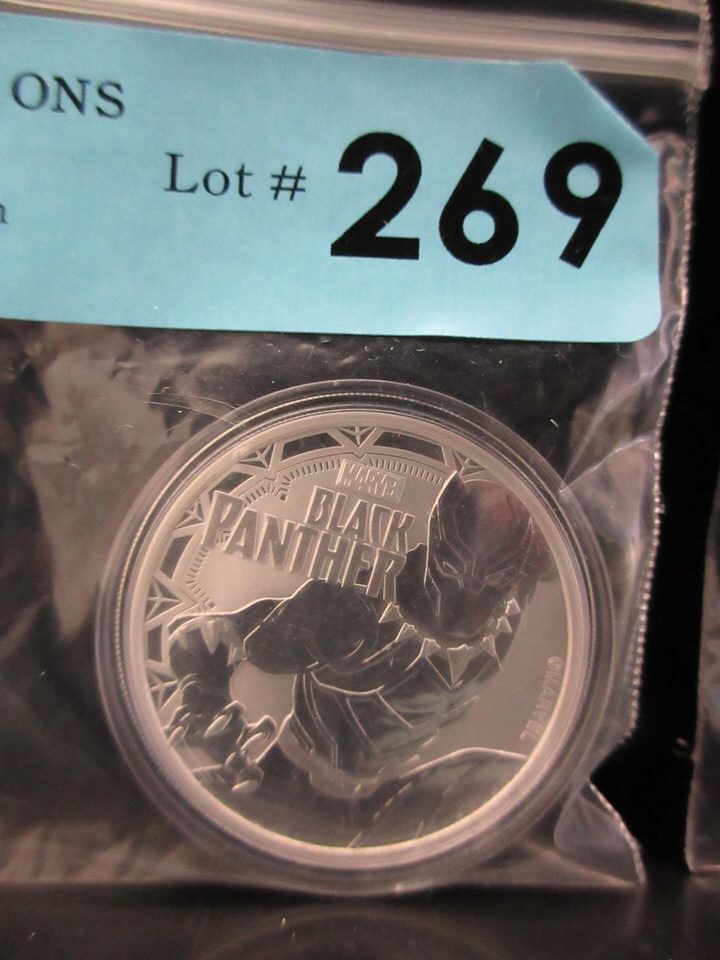 ONS
n
Lot # 269
MARVEL
BLACK
PANTHER
© MARVEL